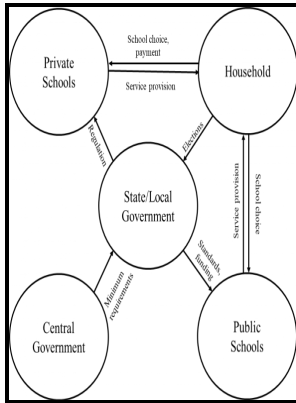 School choice,
payment
Private
Schools
Household
Service provision
Regulation
Elections
State/Local
Government
Service provision
School choice
Standards,
funding
Minimum
requirements
Central
Government
Public
Schools